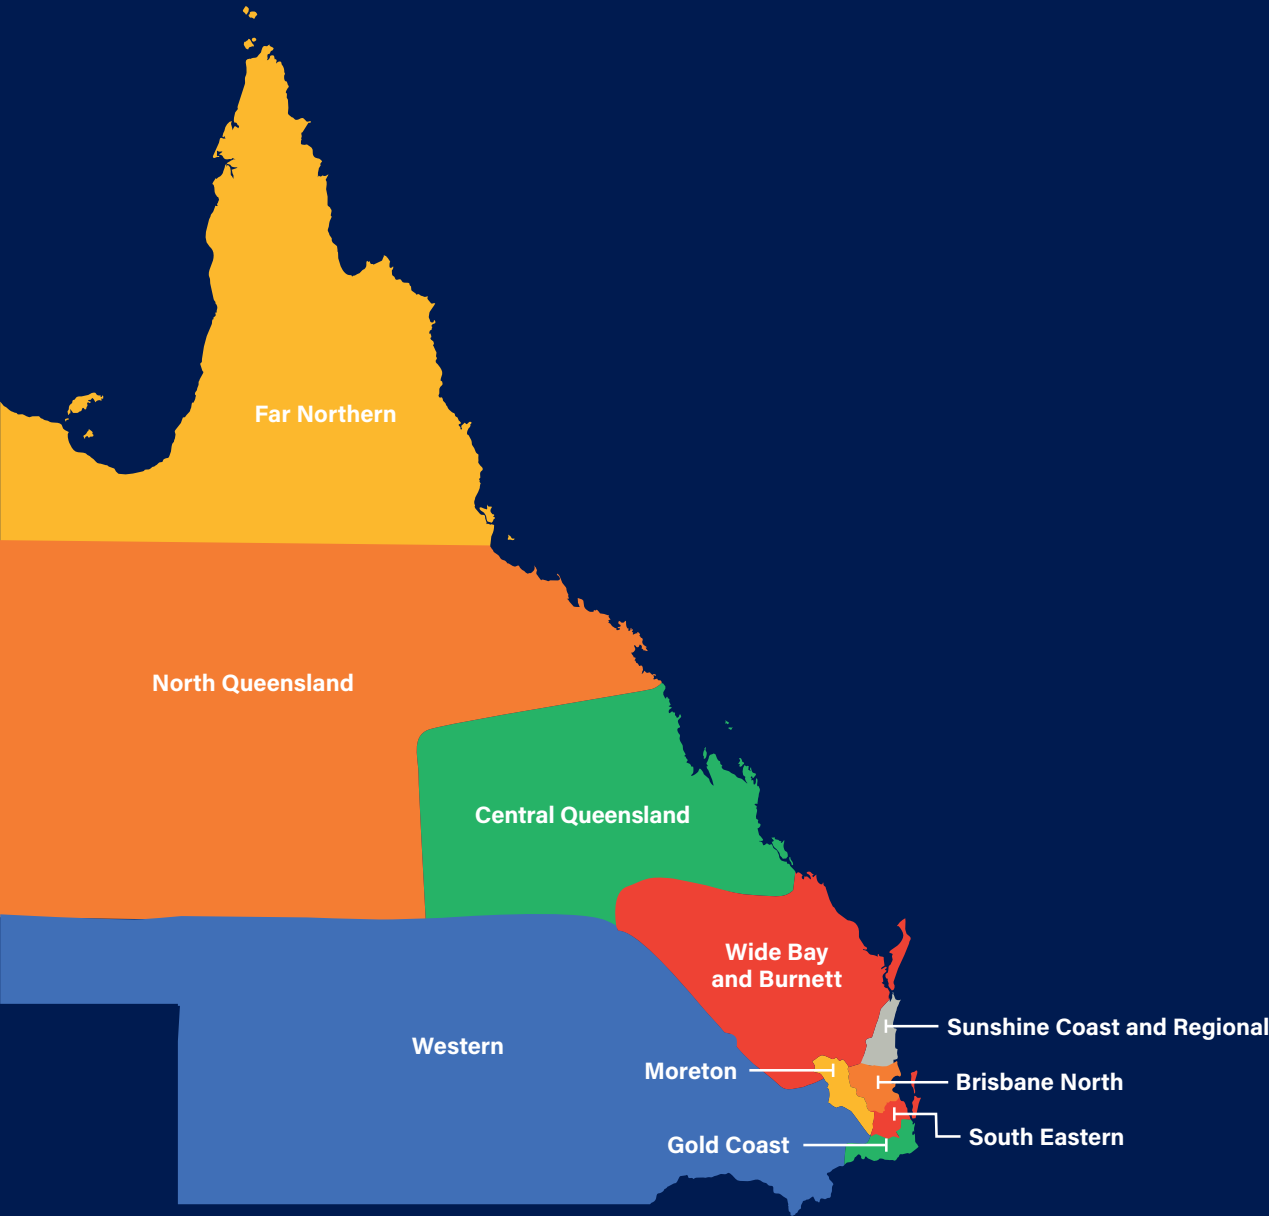 Far Northern
North Queensland
Central Queensland
Wide Bay
and Burnett
Sunshine Coast and Regional
Western
Moreton
Brisbane North
South Eastern
Gold Coast